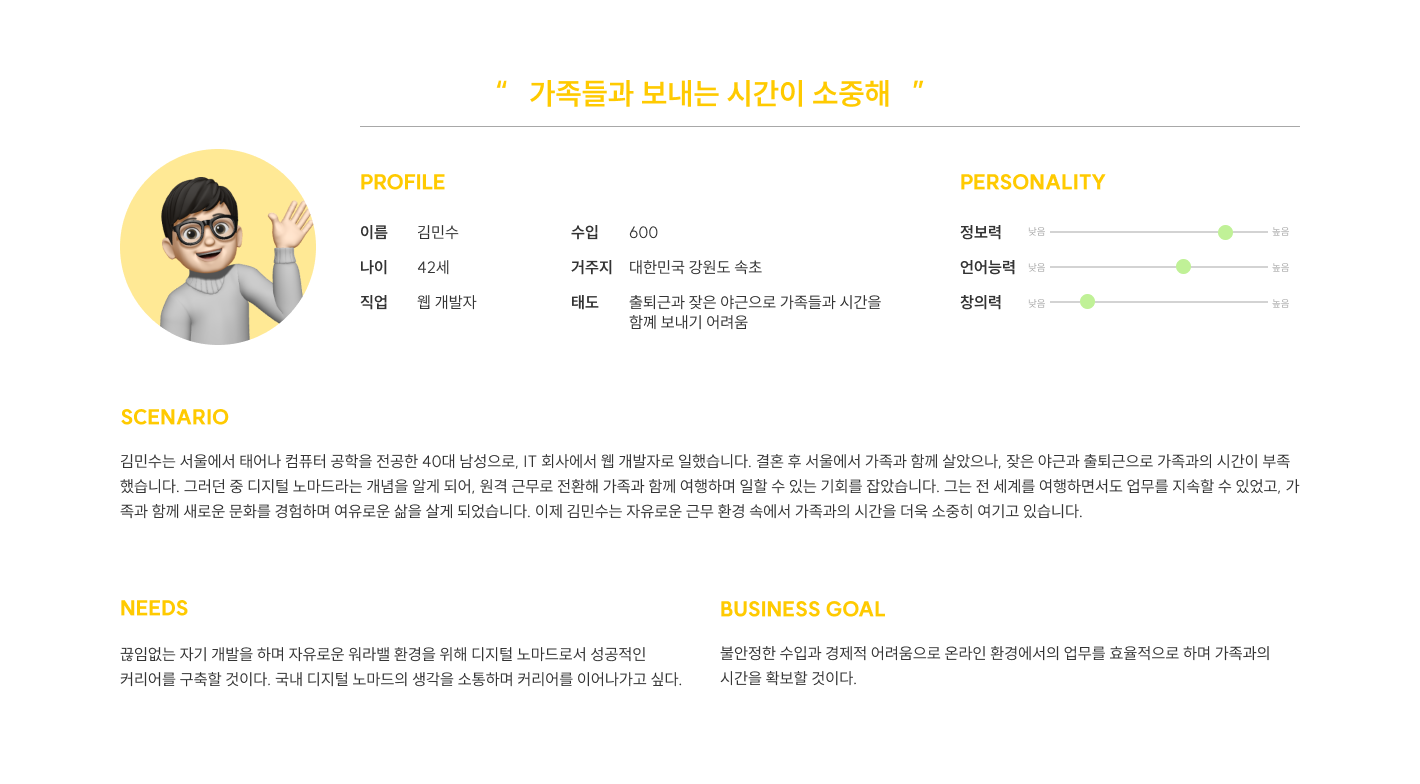 “ 가족들과 보내는 시간이 소중해 ”
PROFILE
이름 김민수
나이 42세
직업 웹 개발자
수입 600
거주지 대한민국 강원도 속초
태도 출퇴근과 잦은 야근으로 가족들과 시간을
함꼐 보내기 어려움
PERSONALITY
정보력 낮음 높음
언어능력 낮음 높음
창의력 낮음 높음
SCENARIO
김민수는 서울에서 태어나 컴퓨터 공학을 전공한 40대 남성으로, IT 회사에서 웹 개발자로 일했습니다. 결혼 후 서울에서 가족과 함께 살았으나, 잦은 야근과 출퇴근으로 가족과의 시간이 부족
했습니다. 그러던 중 디지털 노마드라는 개념을 알게 되어, 원격 근무로 전환해 가족과 함께 여행하며 일할 수 있는 기회를 잡았습니다. 그는 전 세계를 여행하면서도 업무를 지속할 수 있었고, 가
족과 함께 새로운 문화를 경험하며 여유로운 삶을 살게 되었습니다. 이제 김민수는 자유로운 근무 환경 속에서 가족과의 시간을 더욱 소중히 여기고 있습니다.
NEEDS
끊임없는 자기 개발을 하며 자유로운 워라밸 환경을 위해 디지털 노마드로서 성공적인
커리어를 구축할 것이다. 국내 디지털 노마드의 생각을 소통하며 커리어를 이어나가고 싶다.
BUSINESS GOAL
불안정한 수입과 경제적 어려움으로 온라인 환경에서의 업무를 효율적으로 하며 가족과의
시간을 확보할 것이다.